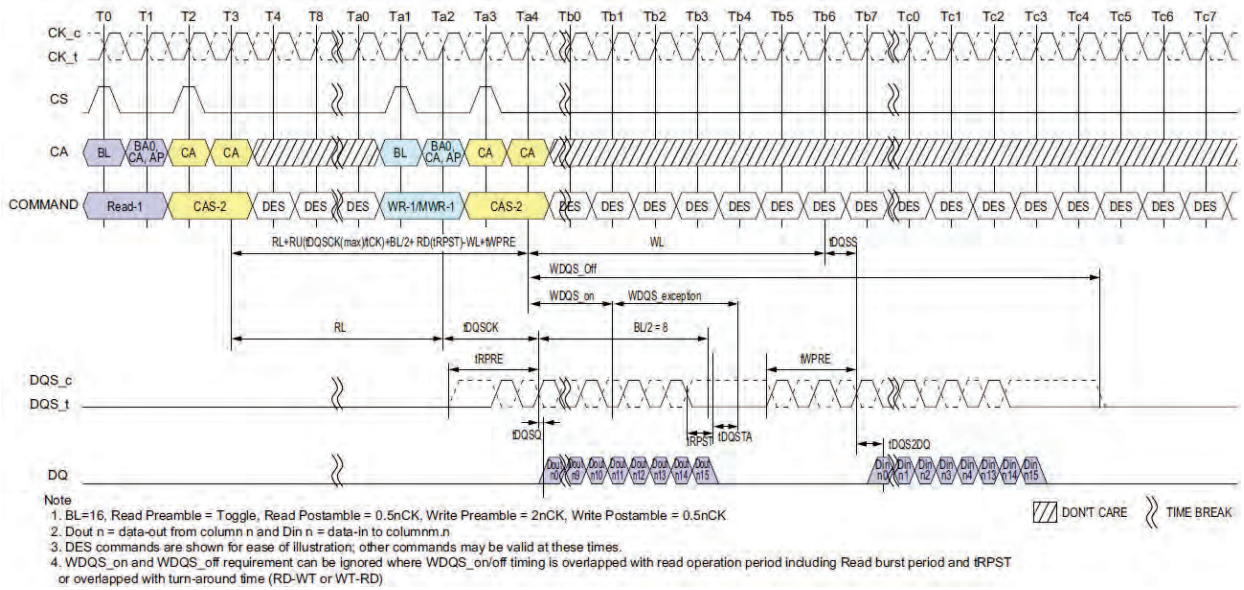 T0 T1 T2 T3 T4 T8 Ta0 Ta1 Ta2 Ta3 Ta4 Tb0 Tb1 Tb2 Tb3 Tb4 Tb5 Tb6 Tb7 Tc0 Tc1 Tc2 Tc3 Tc4 Tc5 Tc6 Tc7
CK_c
CK_t
CS
CA BL BA0, CA, AP CA CA BL BA0, CA, AP CA CA
COMMAND Read-1 CAS-2 DES DES DES WR-1/MWR-1 CAS-2 DES DES DES DES DES DES DES DES DES DES DES DES DES DES DES DES
RL+RU(tDQSCK(max)/tCK)+BL/2+ RD(tRPST)-WL+tWPRE WL tDQSS
WDQS_Off
WDQS_on WDQS_exception
RL tDQSCK BL/2 = 8
tRPRE tWPRE
DQS_c
DQS_t
tDQSQ tRPST tDQSTA tDQS2DQ
DQ Dout n0 Dout n9 Dout n10 Dout n11 Dout n12 Dout n13 Dout n14 Dout n15 Din n0 Din n1 Din n2 Din n3 Din n4 Din n13 Din n14 Din n15
Note
1. BL=16, Read Preamble = Toggle, Read Postamble = 0.5nCK, Write Preamble = 2nCK, Write Postamble = 0.5nCK
DON'T CARE TIME BREAK
2. Dout n = data-out from column n and Din n = data-in to columnm.n
3. DES commands are shown for ease of illustration; other commands may be valid at these times.
4. WDQS_on and WDQS_off requirement can be ignored where WDQS_on/off timing is overlapped with read operation period including Read burst period and tRPST
or overlapped with turn-around time (RD-WT or WT-RD)